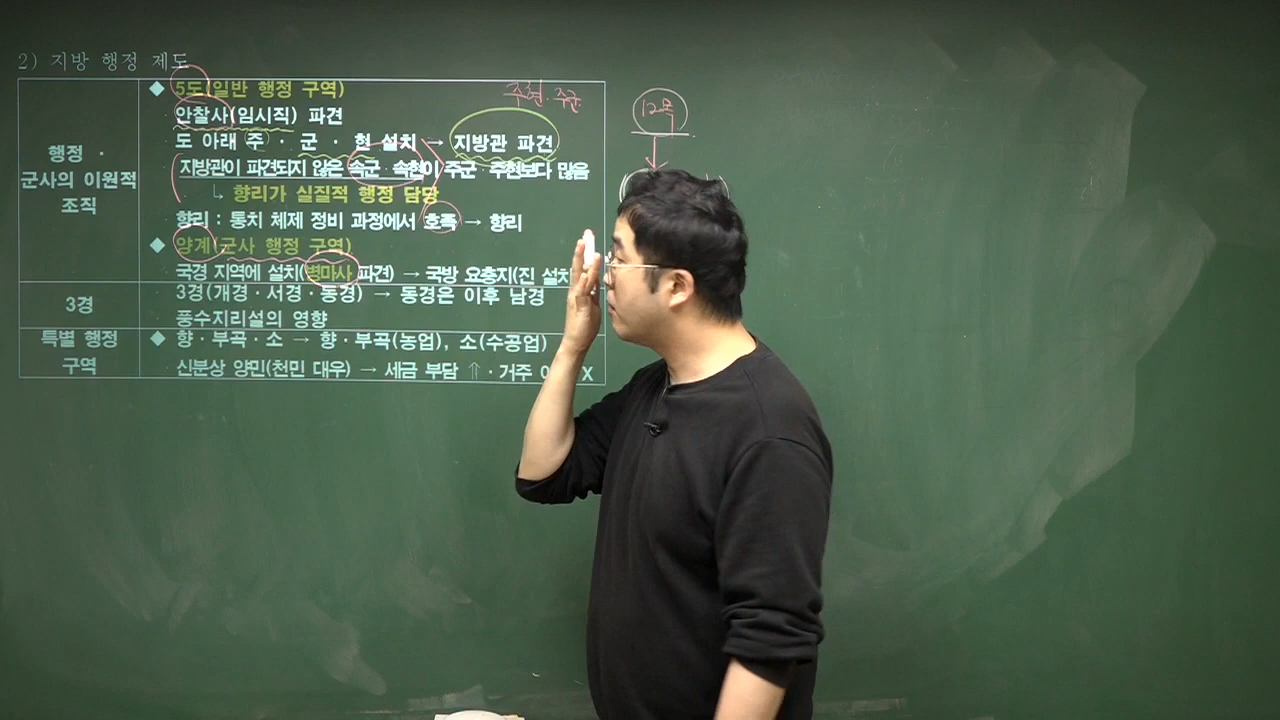 2) 지방 행정 제도
행정
군사의 이원적
조직
◆ 5도(일반 행정 구역)
안찰사(임시직) 파견
도 아래 주 · 군 · 현 설치 → 지방관 파견
지방관이 파견되지 않은 속군 · 속현이 주군 · 주현보다 많음
↳ 향리가 실질적 행정 담당
향리 : 통치 체제 정비 과정에서 호족 → 향리
◆ 양계(군사 행정 구역)
국경 지역에 설치(병마사 파견) → 국방 요충지(진 설치
3경
3경(개경 · 서경 · 동경) → 동경은 이후 남경
풍수지리설의 영향
특별 행정
구역
◆ 향 · 부곡 · 소 → 향 · 부곡(농업), 소(수공업)
신분상 양민(천민 대우) → 세금 부담 ⇑ · 거주 X
주현. 주군
12목